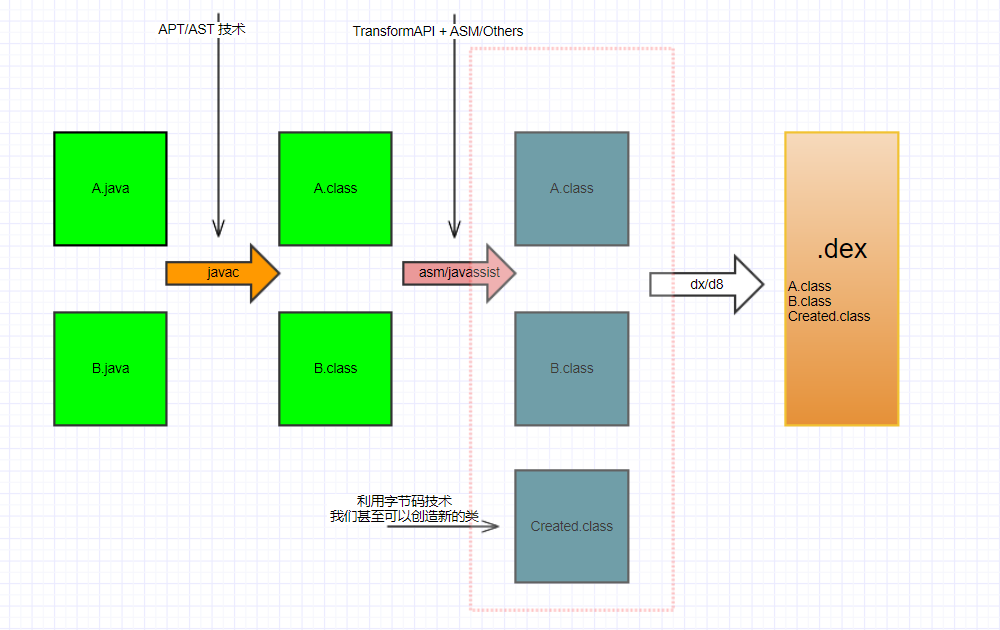 APT/AST 技术
TransformAPI + ASM/Others
A.java
A.class
A.class
javac
asm/javassist
dx/d8
.dex
A.class
B.class
Created.class
B.java
B.class
B.class
利用字节码技术
我们甚至可以创造新的类
Created.class